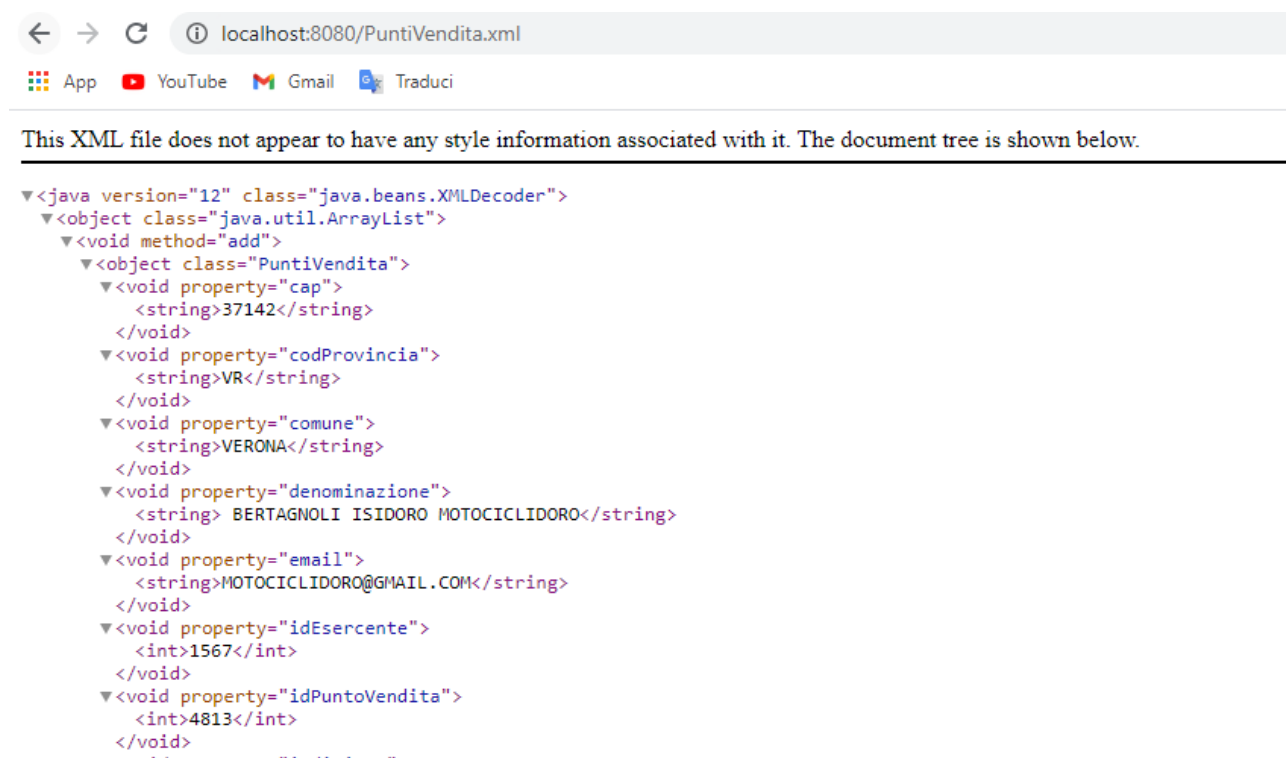 localhost:8080/PuntiVendita.xml
App YouTube Gmail Traduci
This XML file does not appear to have any style information associated with it. The document tree is shown below.
▼<java version="12" class="java.beans.XMLDecoder">
▼<object class="java.util.ArrayList">
▼<void method="add">
▼<object class="PuntiVendita">
▼<void property="cap">
<string>37142</string>
</void>
▼<void property="codProvincia">
<string>VR</string>
</void>
▼<void property="comune">
<string>VERONA</string>
</void>
▼<void property="denominazione">
<string> BERTAGNOLI ISIDORO MOTOCICLIDORO</string>
</void>
▼<void property="email">
<string>MOTOCICLIDORO@GMAIL.COM</string>
</void>
▼<void property="idEsercente">
<int>1567</int>
</void>
▼<void property="idPuntoVendita">
<int>4813</int>
</void>